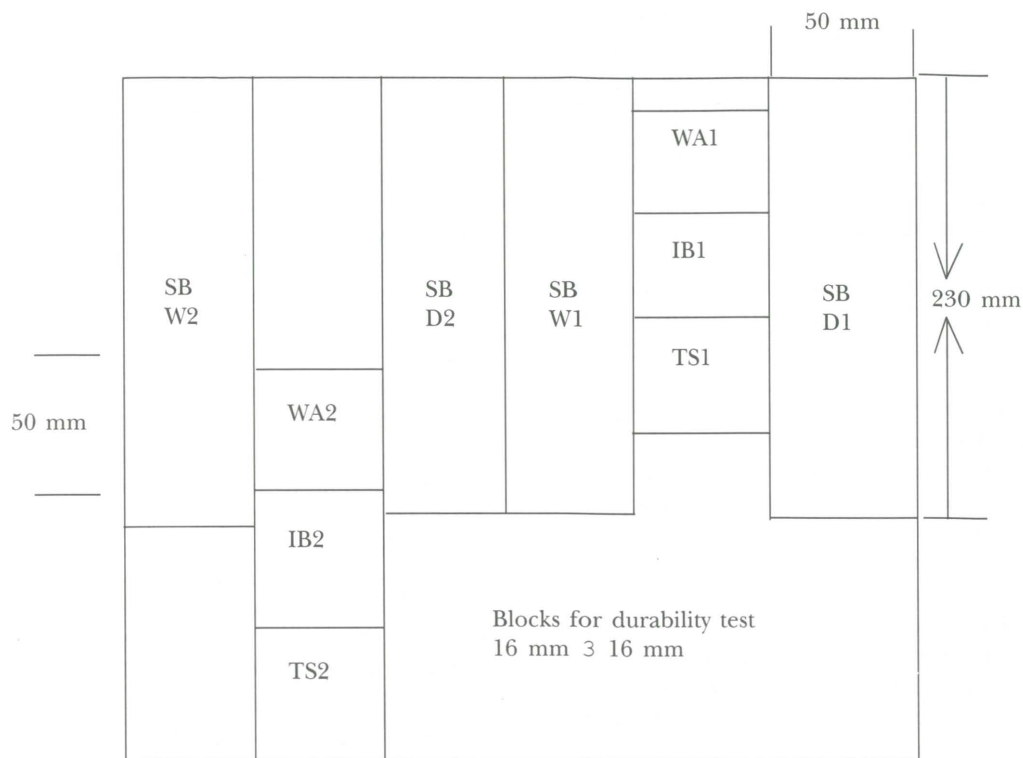 50 mm
WA1
IB1
TS1
SB
W2
SB
D2
SB
W1
SB
D1
230 mm
50 mm
WA2
IB2
TS2
Blocks for durability test
16 mm 3 16 mm